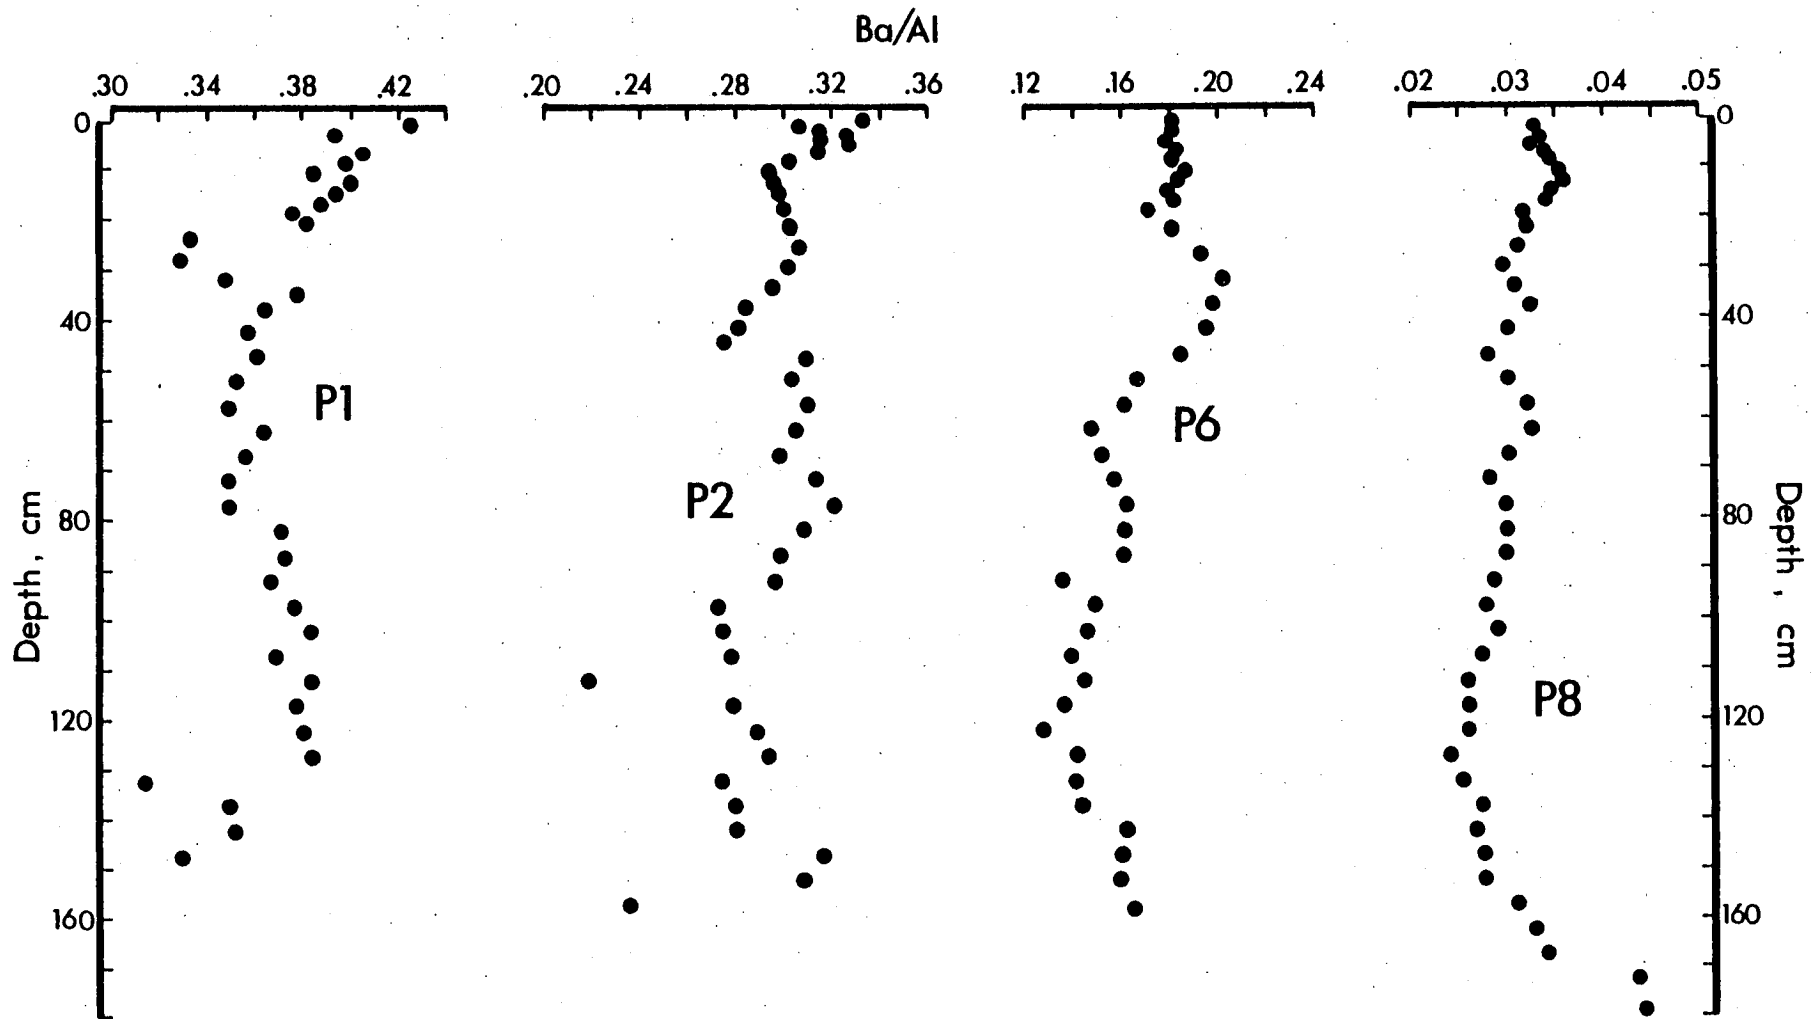 Ba/Al
.30 .34 .38 .42 .20 .24 .28 .32 .36 .12 .16 .20 .24 .02 .03 .04 .05
0 0
40 40
P1
P6
P2
80 80
Depth, cm
Depth, cm
P8
120 120
160 160